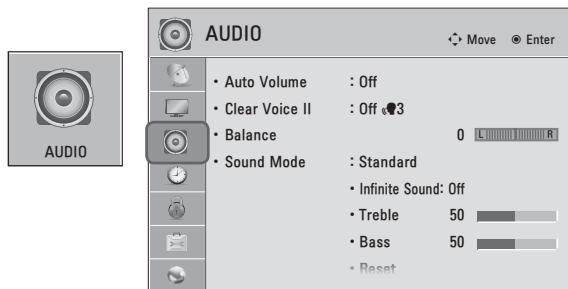 AUDIO
AUDIO Move Enter
• Auto Volume : Off
• Clear Voice II : Off 3
• Balance 0 L R
• Sound Mode : Standard
• Infinite Sound: Off
• Treble 50
• Bass 50
• Reset